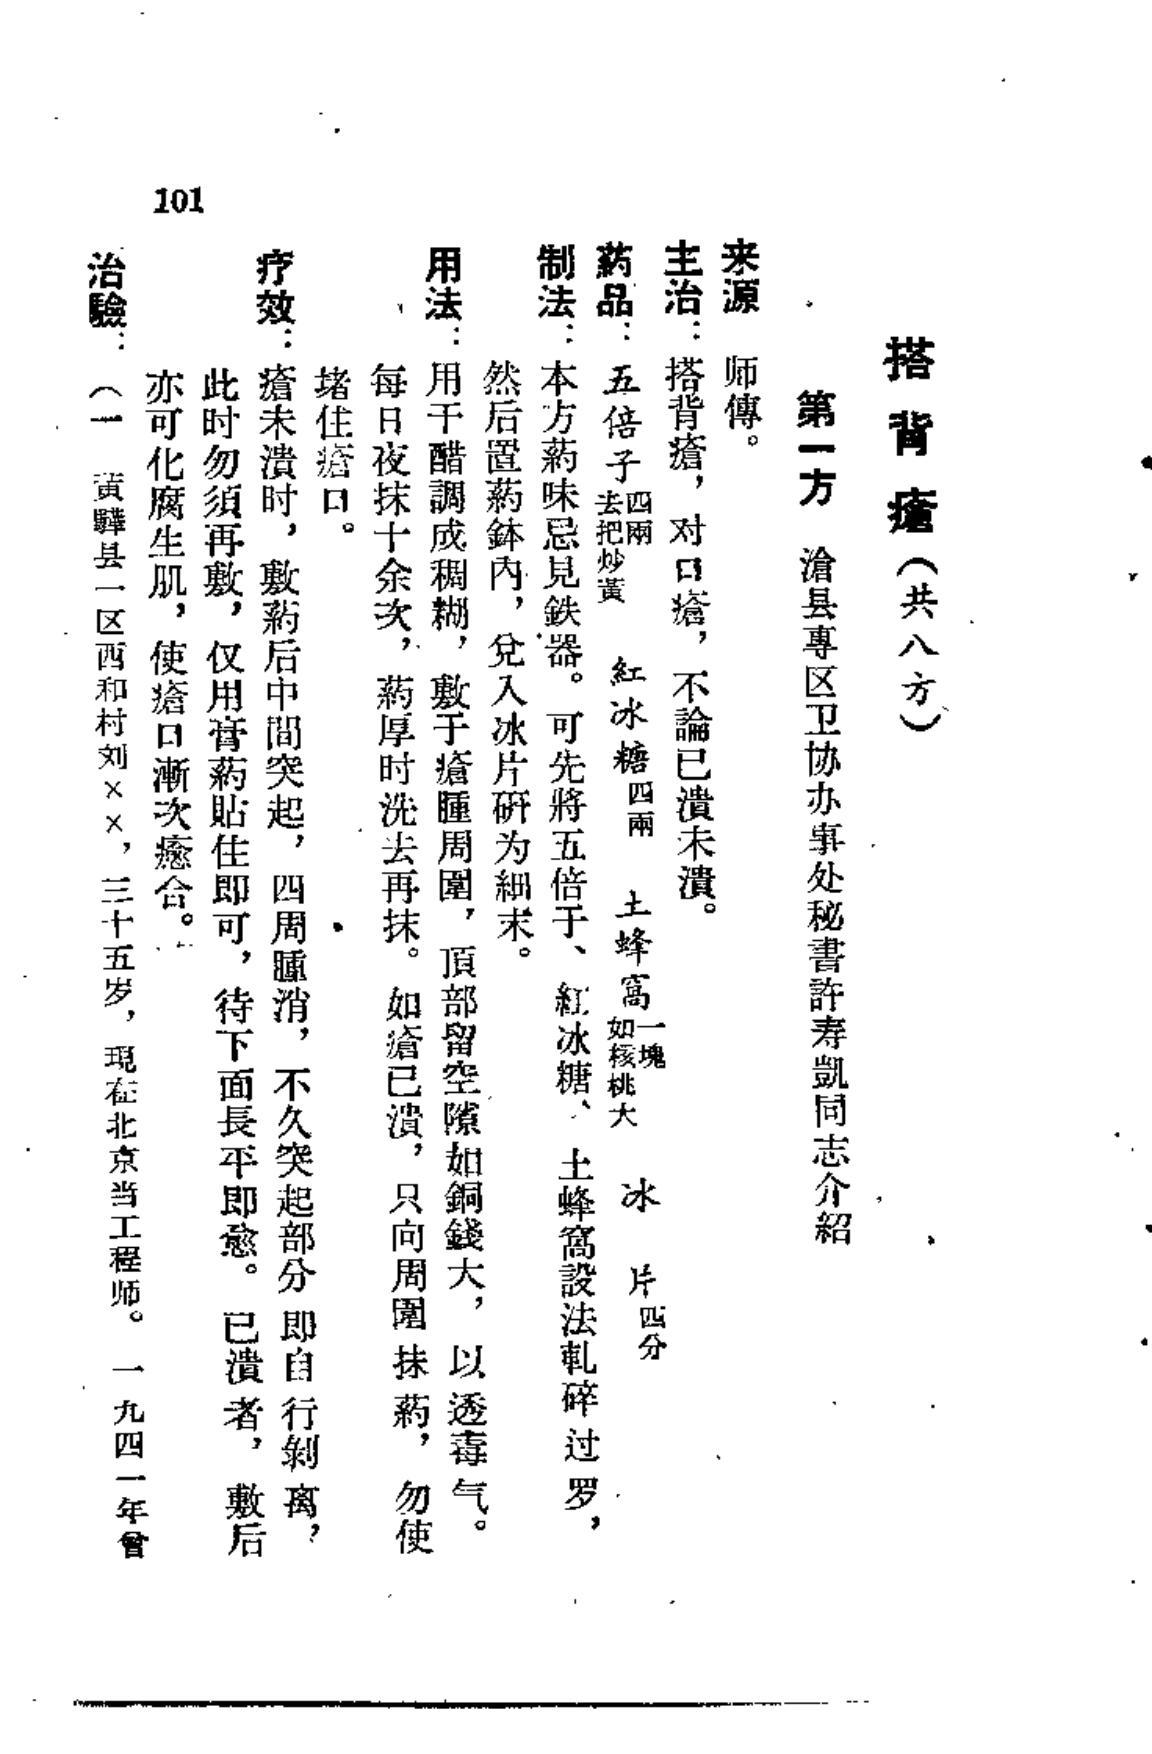 搭背瘡（共八方）
第一方 滄县專区卫协办事处秘書許寿凱同志介紹
来源 师傳。
主治：搭背瘡，对口瘡，不論已潰未潰。
葯品：五倍子四兩去把炒黃 紅冰糖四兩 土蜂窩一塊如核桃大 冰片四分
制法：本方葯味忌見鉄器。可先將五倍子、紅冰糖、土蜂窩設法軋碎过罗，
然后置葯鉢內，兌入冰片研为細末。
用法：用干醋調成稠糊，敷于瘡腫周圍，頂部留空隙如銅錢大，以透毒气。
每日夜抹十余次，葯厚时洗去再抹。如瘡已潰，只向周圍抹葯，勿使
堵住瘡口。
疗效：瘡未潰时，敷葯后中間突起，四周腫消，不久突起部分即自行剝离，
此时勿須再敷，仅用膏葯貼住即可，待下面長平即愈。已潰者，敷后
亦可化腐生肌，使瘡口漸次癒合。
治驗：（一 黃驊县一区西和村刘××，三十五岁，現在北京当工程师。一九四一年曾
101